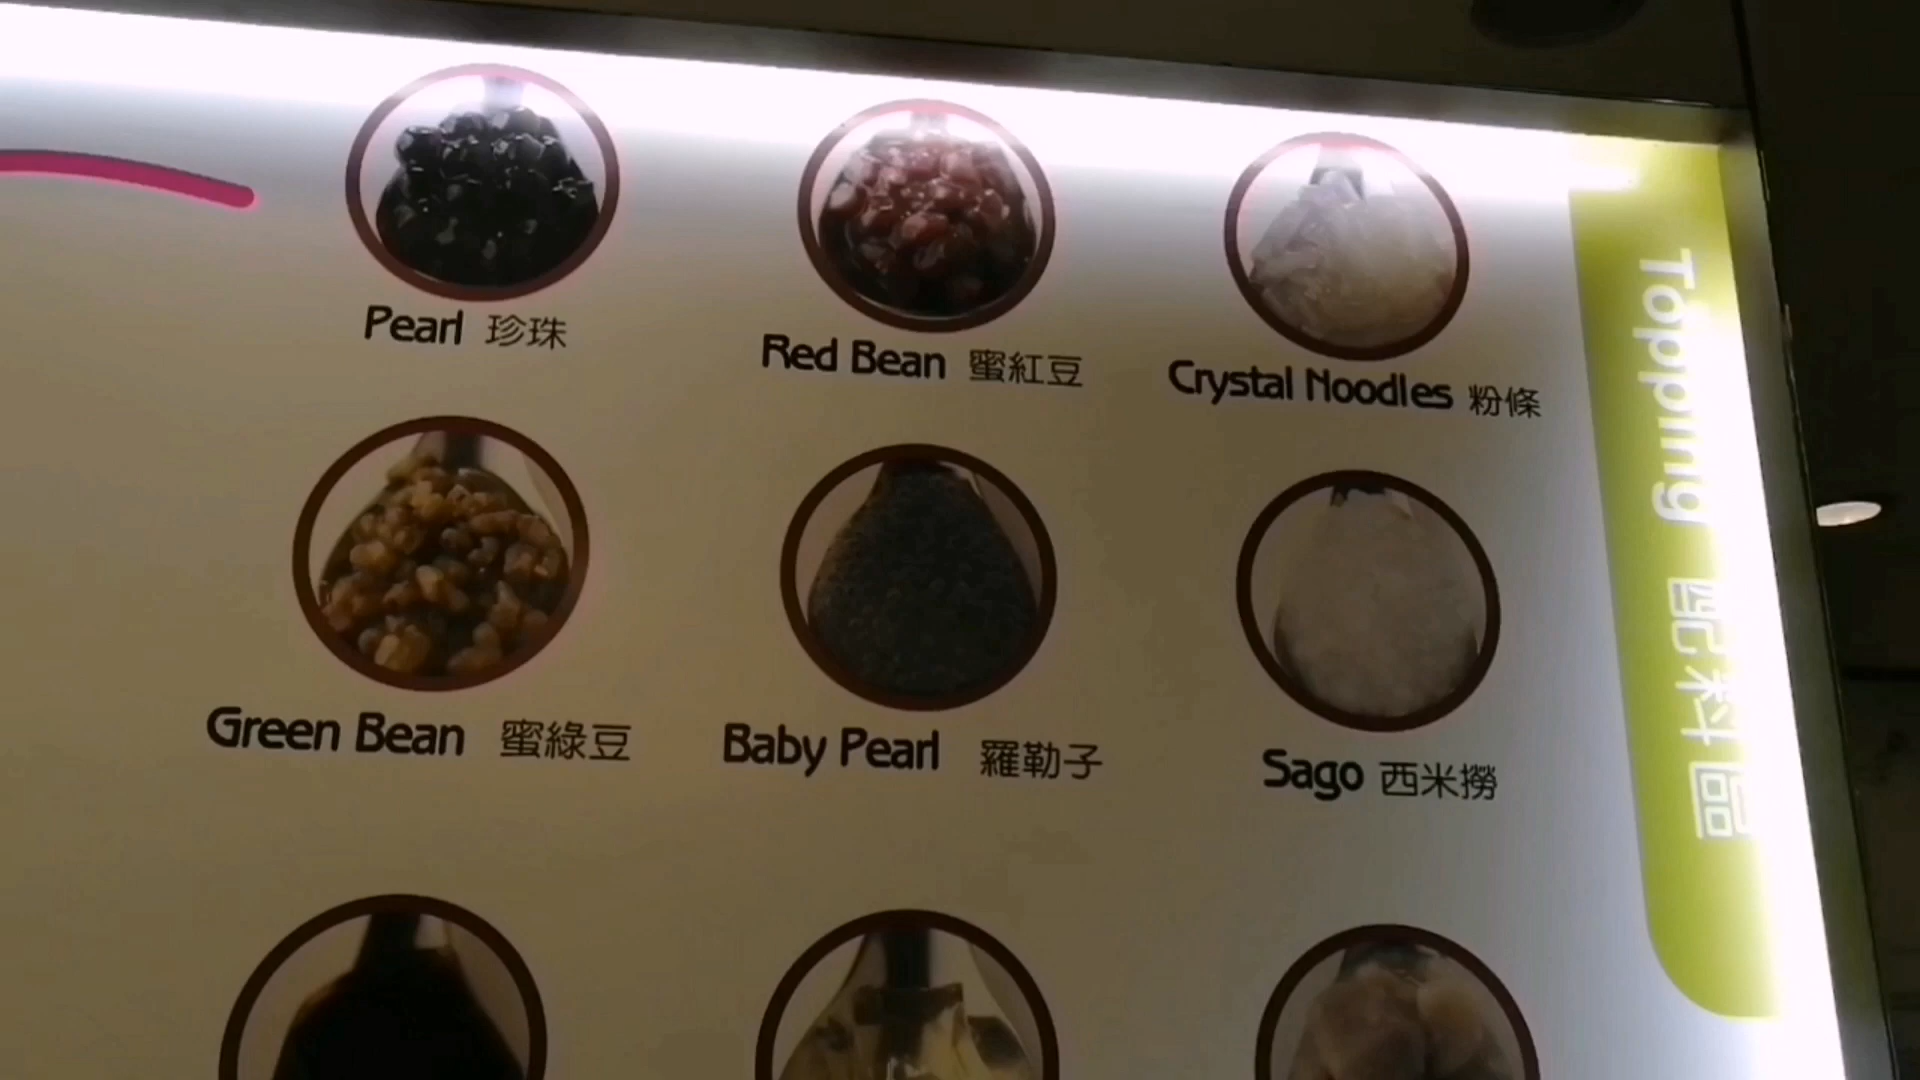 Pearl 珍珠
Red Bean 蜜紅豆
Crystal Noodles 粉條
Green Bean 蜜綠豆
Baby Pearl 羅勒子
Sago 西米撈
Topping 配料區